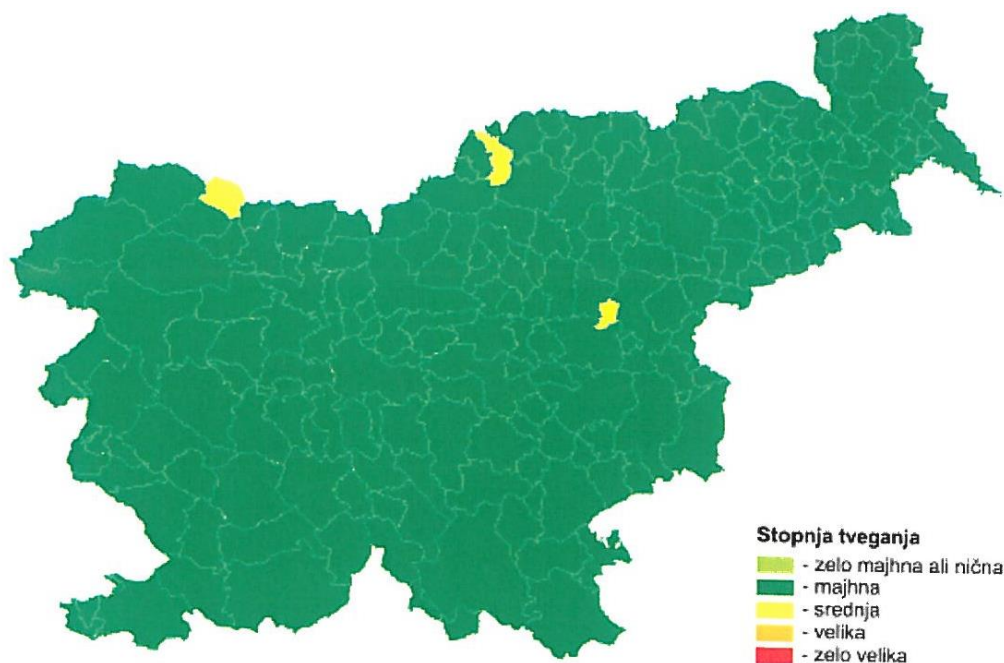 Stopnja tveganja
- zelo majhna ali nična
- majhna
- srednja
- velika
- zelo velika